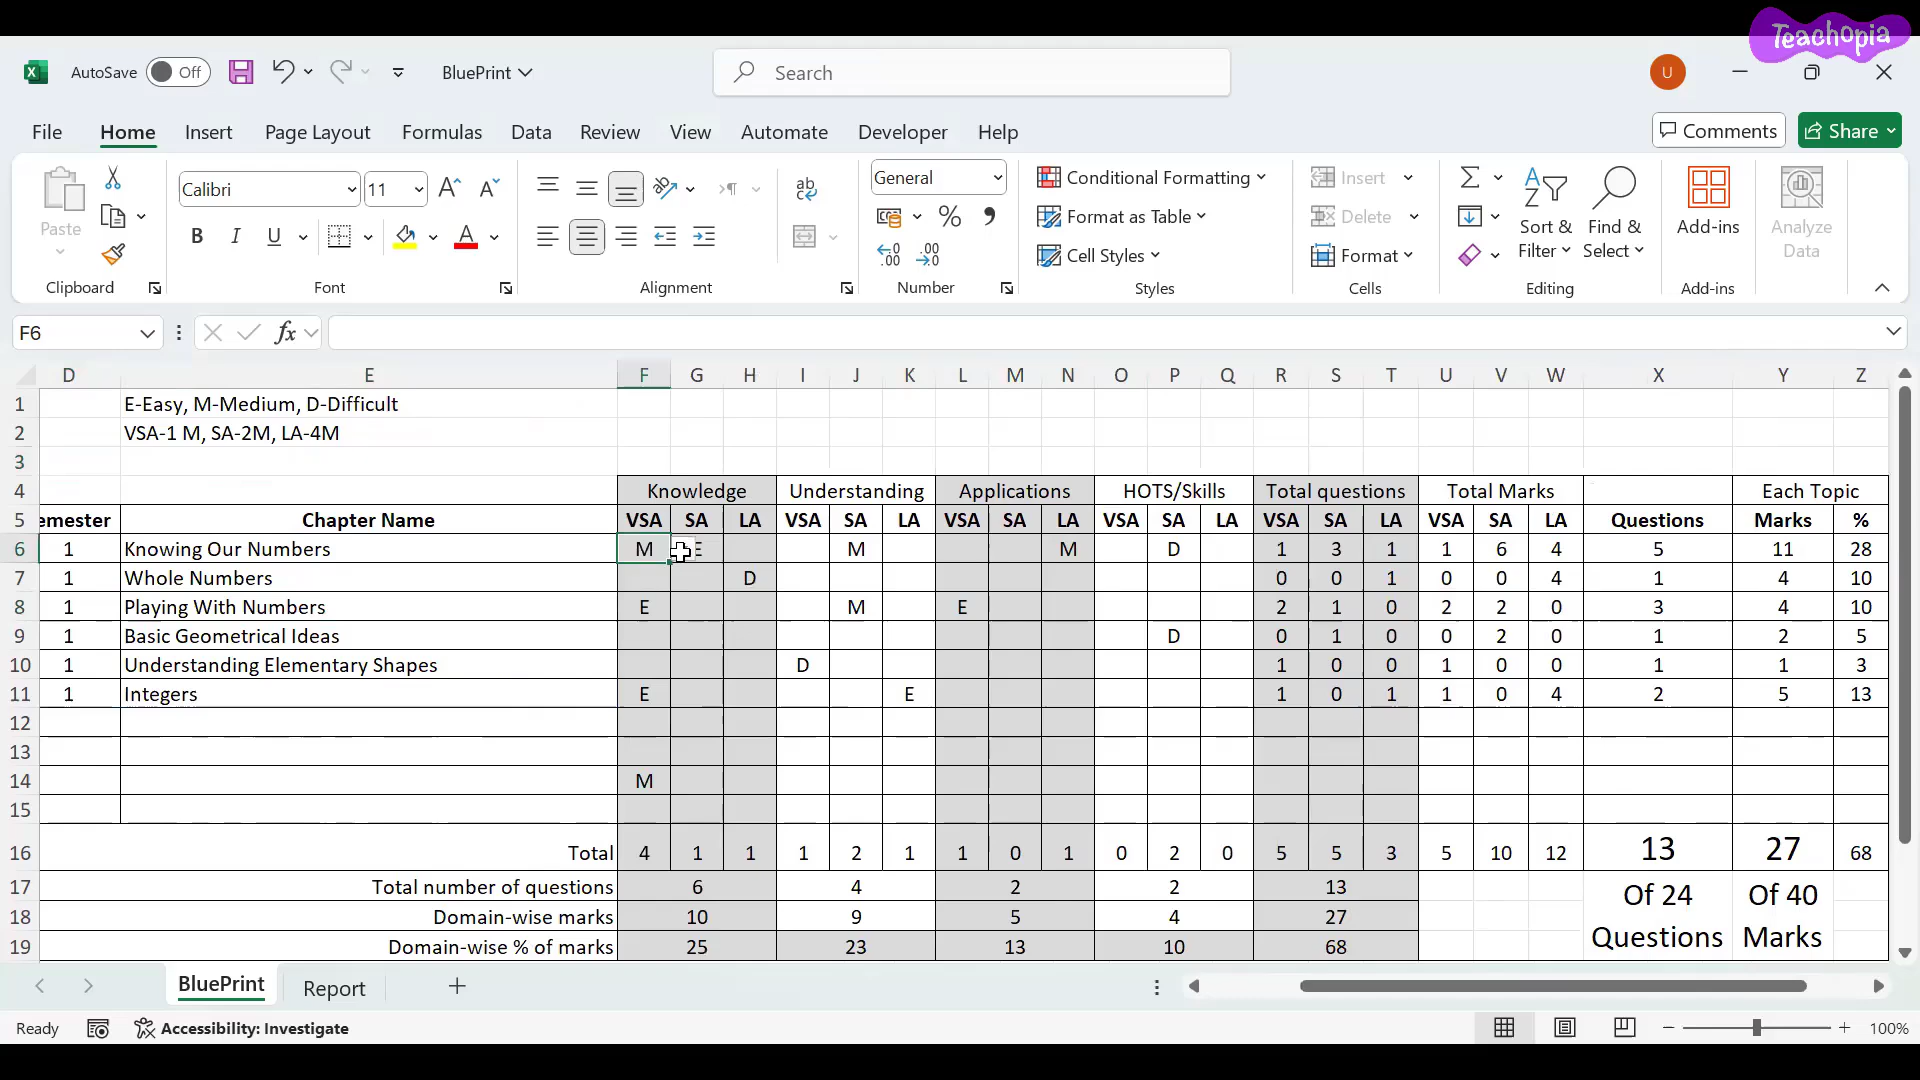 Teachopia
AutoSave Off BluePrint Search U
File Home Insert Page Layout Formulas Data Review View Automate Developer Help Comments Share
Paste Calibri 11 General Conditional Formatting Insert
B I U A Format as Table Delete Sort & Find & Add-ins Analyze
Cell Styles Format Filter Select Data
Clipboard Font Alignment Number Styles Cells Editing Add-ins
F6 fx
D E F G H I J K L M N O P Q R S T U V W X Y Z
1 E-Easy, M-Medium, D-Difficult
2 VSA-1 M, SA-2M, LA-4M
3
4 Knowledge Understanding Applications HOTS/Skills Total questions Total Marks Each Topic
5 emester Chapter Name VSA SA LA VSA SA LA VSA SA LA VSA SA LA VSA SA LA VSA SA LA Questions Marks %
6 1 Knowing Our Numbers M E M M D 1 3 1 1 6 4 5 11 28
7 1 Whole Numbers D 0 0 1 0 0 4 1 4 10
8 1 Playing With Numbers E M E 2 1 0 2 2 0 3 4 10
9 1 Basic Geometrical Ideas D 0 1 0 0 2 0 1 2 5
10 1 Understanding Elementary Shapes D 1 0 0 1 0 0 1 1 3
11 1 Integers E E 1 0 1 1 0 4 2 5 13
12
13
14 M
15
16 Total 4 1 1 1 2 1 1 0 1 0 2 0 5 5 3 5 10 12 13 27 68
17 Total number of questions 6 4 2 2 13 Of 24 Of 40
18 Domain-wise marks 10 9 5 4 27 Questions Marks
19 Domain-wise % of marks 25 23 13 10 68
BluePrint Report
Ready Accessibility: Investigate 100%